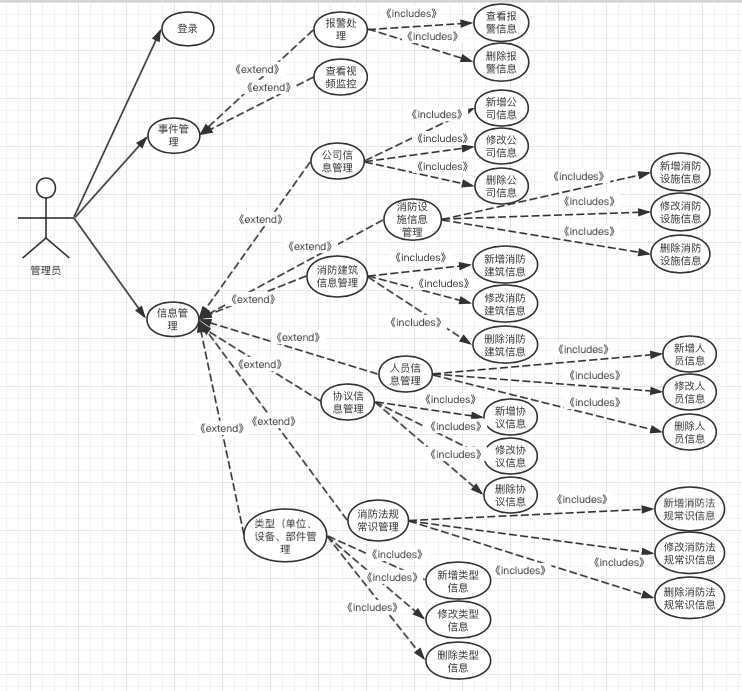 登录
报警处
理
《includes》
查看报
警信息
《includes》
删除报
警信息
《extend》
查看视
频监控
《extend》
事件管
理
公司信
息管理
《includes》
新增公
司信息
《includes》
修改公
司信息
《includes》
删除公
司信息
管理员
《extend》
消防设
施信息
管理
《includes》
新增消防
设施信息
《includes》
修改消防
设施信息
《includes》
删除消防
设施信息
《extend》
消防建筑
信息管理
《includes》
新增消防
建筑信息
《includes》
修改消防
建筑信息
《includes》
删除消防
建筑信息
《extend》
信息管
理
《extend》
人员信
息管理
《includes》
新增人
员信息
《includes》
修改人
员信息
《includes》
删除人
员信息
《extend》
协议信
息管理
《includes》
新增协
议信息
《includes》
修改协
议信息
《includes》
删除协
议信息
《extend》
《extend》
消防法规
常识管理
《includes》
新增消防法
规常识信息
《includes》
修改消防法
规常识信息
《includes》
删除消防法
规常识信息
类型（单位、
设备、部件管
理
《includes》
新增类型
信息
《includes》
修改类型
信息
《includes》
删除类型
信息